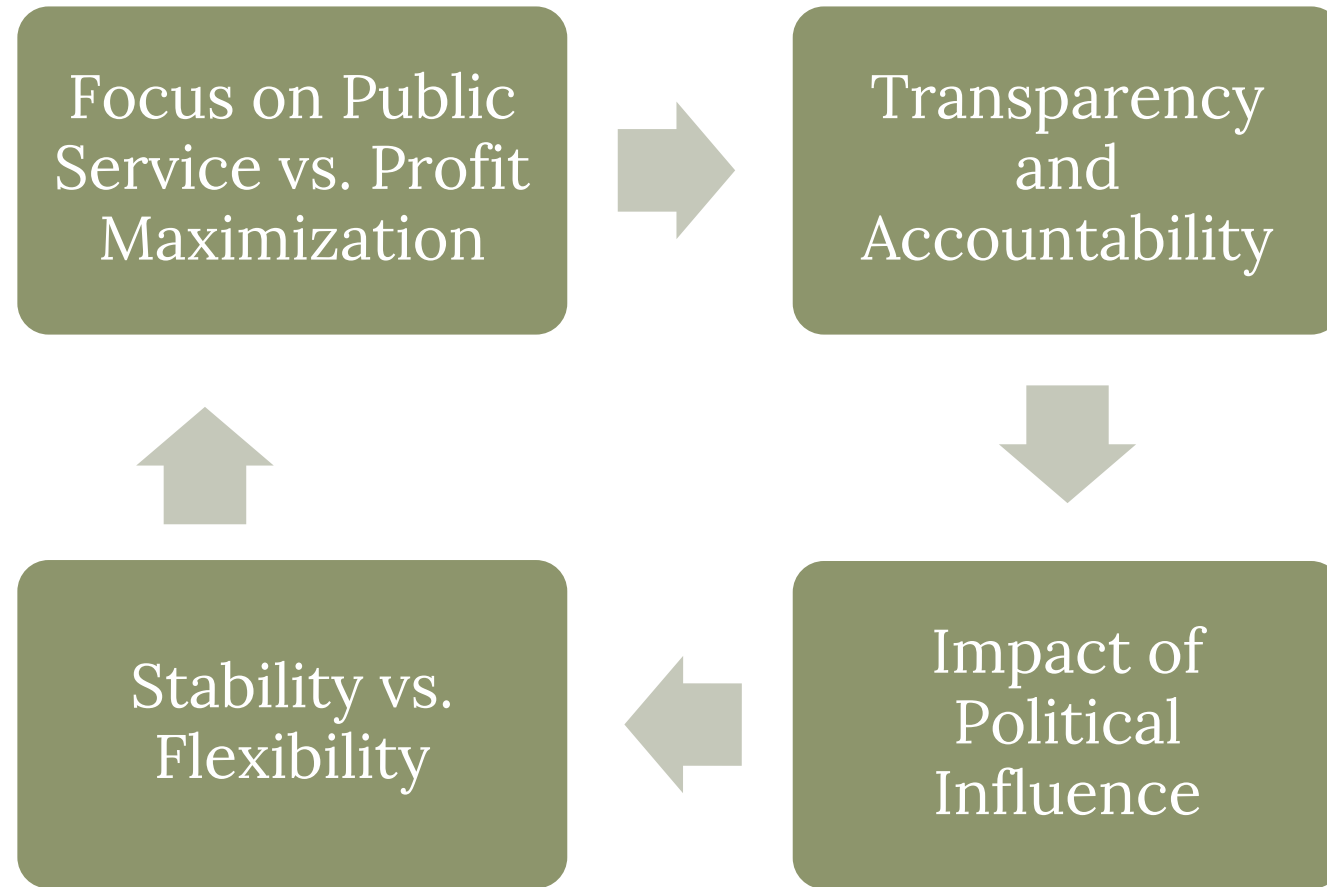 Focus on Public
Service vs. Profit
Maximization
Transparency
and
Accountability
Impact of
Political
Influence
Stability vs.
Flexibility